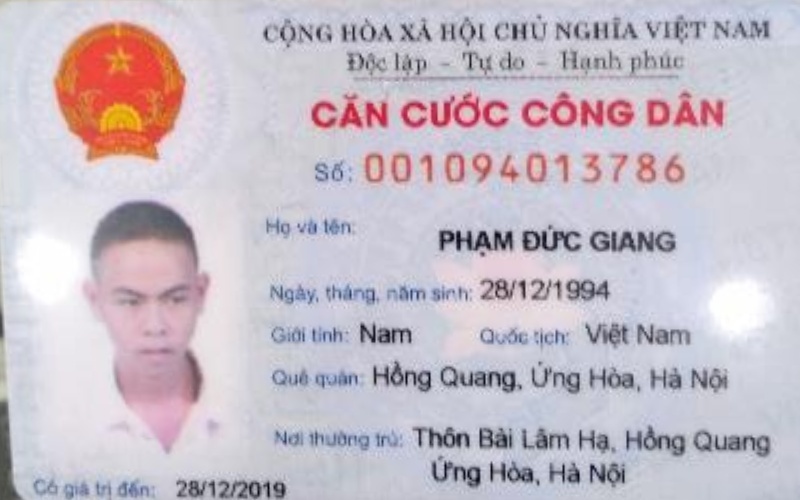 CỘNG HÒA XÃ HỘI CHỦ NGHĨA VIỆT NAM
Độc lập - Tự do - Hạnh phúc
CĂN CƯỚC CÔNG DÂN
Số: 001094013786
Họ và tên: PHẠM ĐỨC GIANG
Ngày, tháng, năm sinh: 28/12/1994
Giới tính: Nam Quốc tịch: Việt Nam
Quê quán: Hồng Quang, Ứng Hòa, Hà Nội
Nơi thường trú: Thôn Bài Lâm Hạ, Hồng Quang
Ứng Hòa, Hà Nội
Có giá trị đến: 28/12/2019